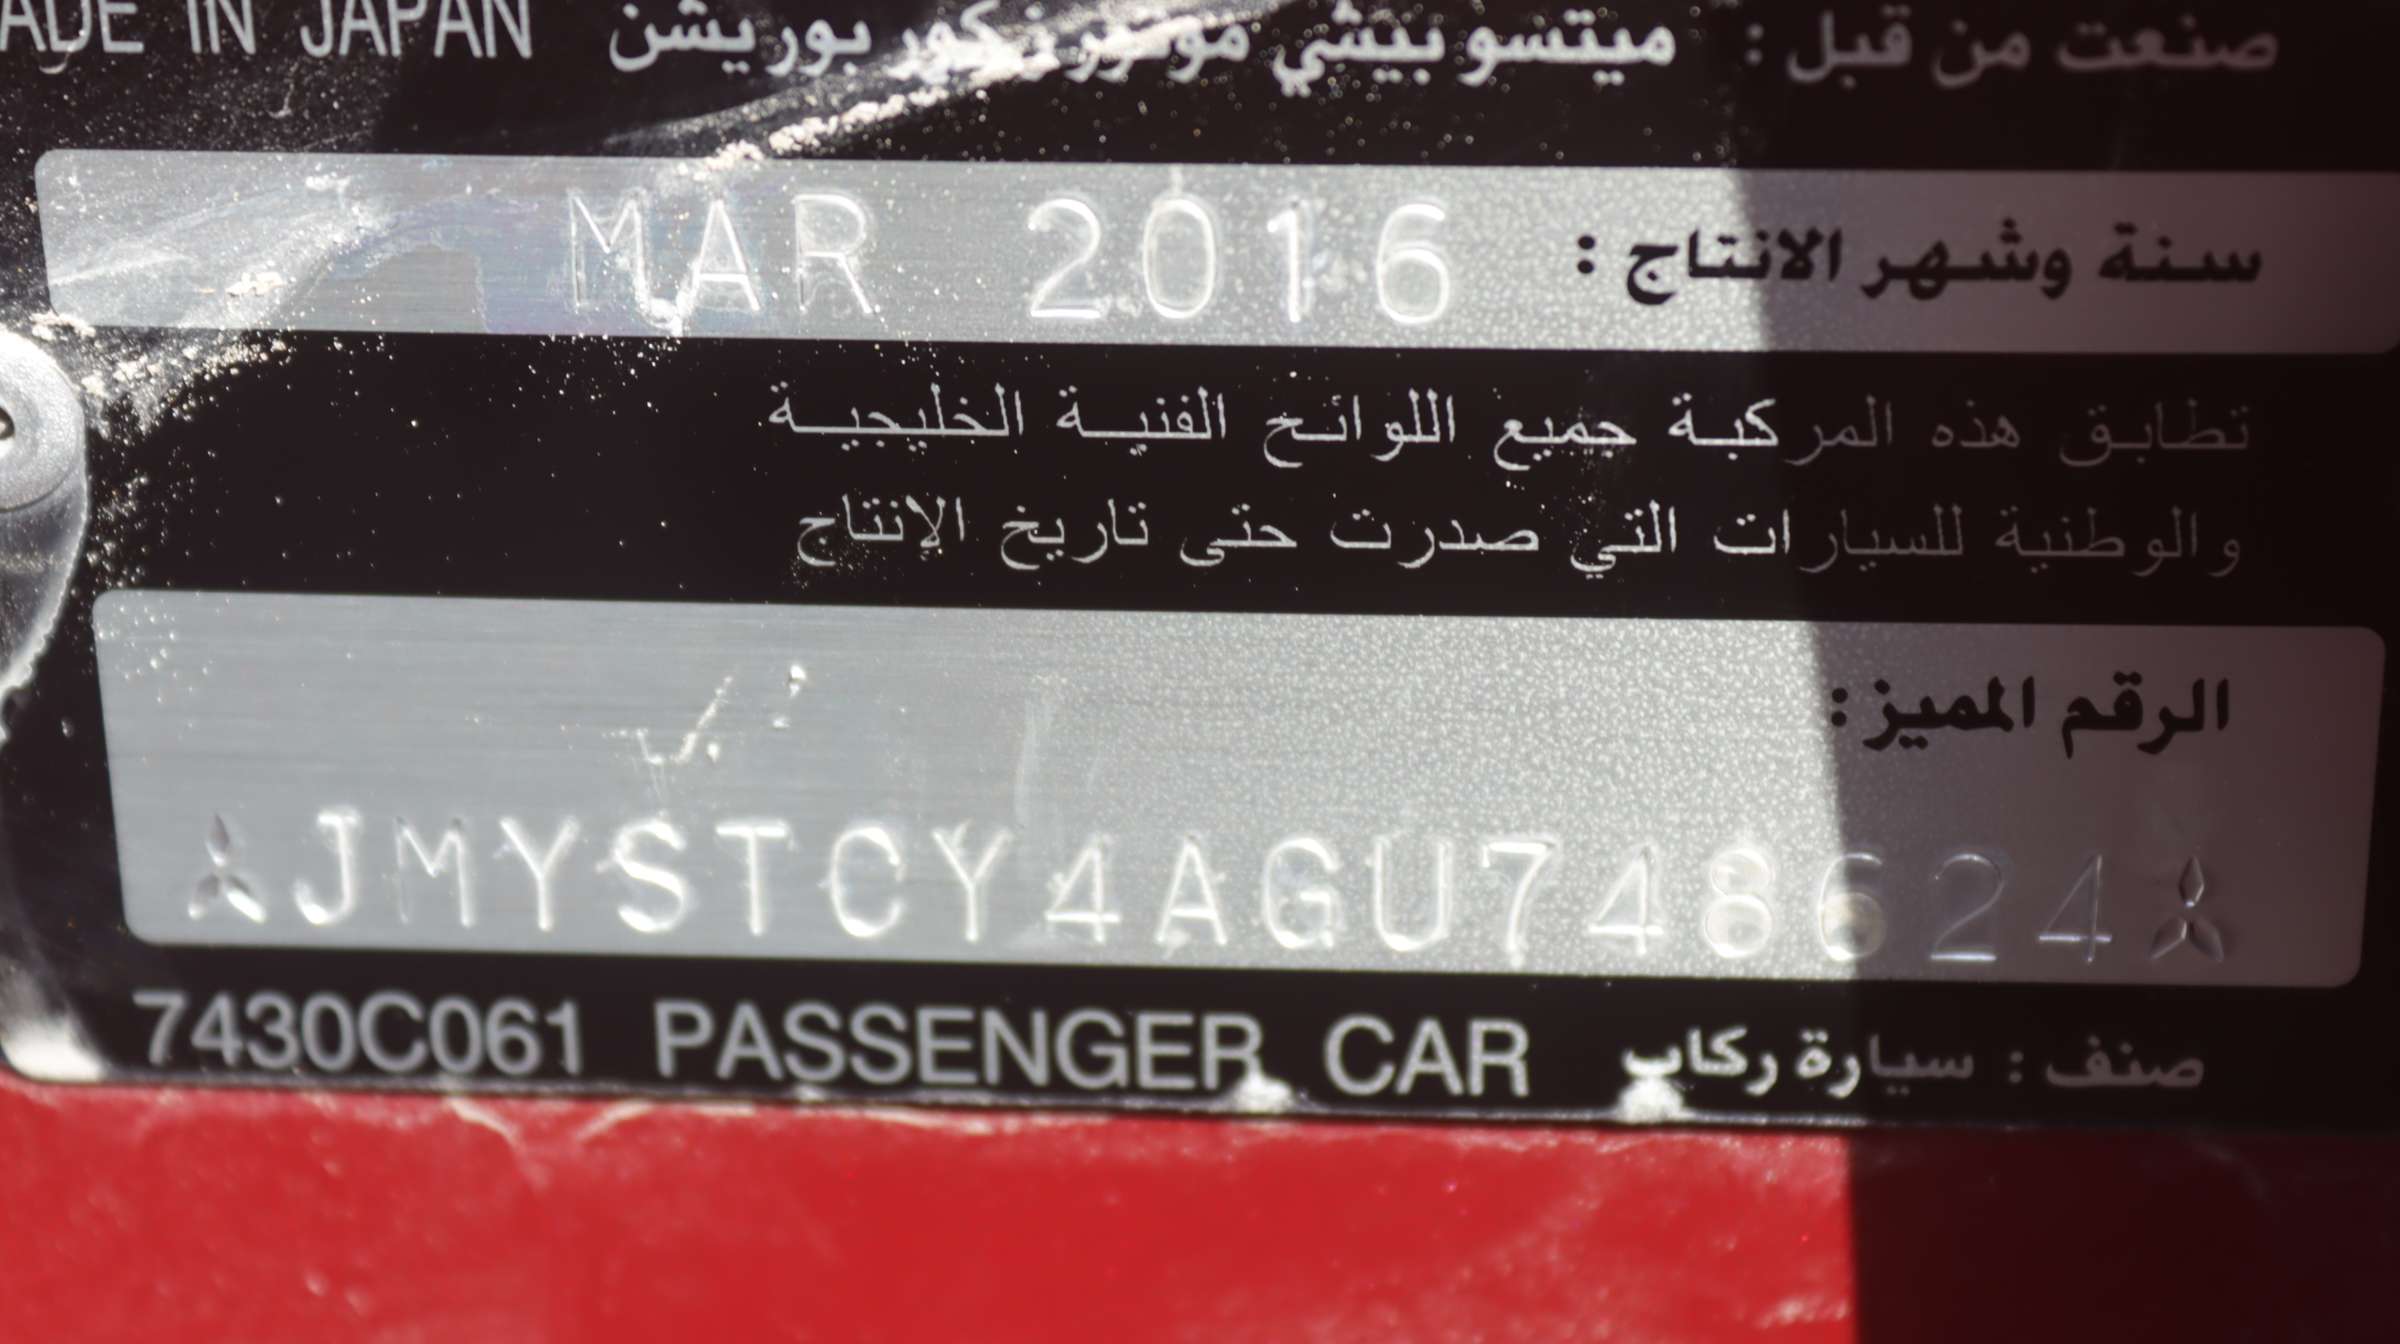 صنعت من قبل : ميتسوبيشي موتورز كوربوريشن ADE IN JAPAN
سنة وشهر الانتاج : MAR 2016
تطابق هذه المركبة جميع اللوائح الفنية الخليجية
والوطنية للسيارات التي صدرت حتى تاريخ الإنتاج
الرقم المميز:
JMYSTCY4AGU748624
صنف : سيارة ركاب 7430C061 PASSENGER CAR